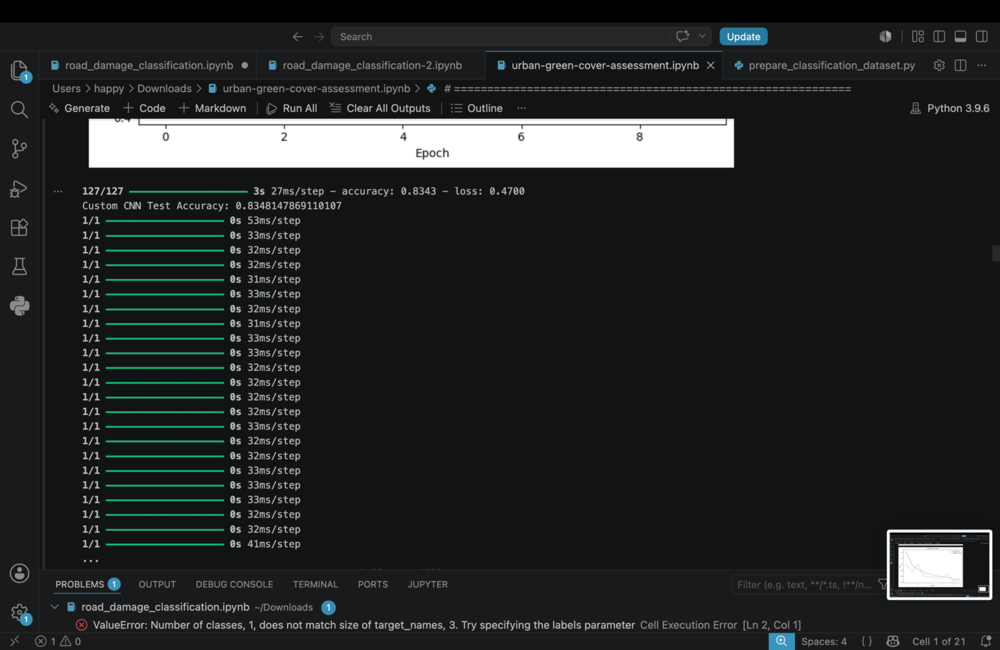 Search
Update
road_damage_classification.ipynb
road_damage_classification-2.ipynb
urban-green-cover-assessment.ipynb
prepare_classification_dataset.py
Users > happy > Downloads > urban-green-cover-assessment.ipynb > # ============================================================
Generate + Code + Markdown Run All Clear All Outputs Outline ...
Python 3.9.6
0 2 4 6 8
Epoch
127/127 3s 27ms/step – accuracy: 0.8343 – loss: 0.4700
Custom CNN Test Accuracy: 0.8348147869110107
1/1 0s 53ms/step
1/1 0s 33ms/step
1/1 0s 32ms/step
1/1 0s 32ms/step
1/1 0s 31ms/step
1/1 0s 33ms/step
1/1 0s 32ms/step
1/1 0s 31ms/step
1/1 0s 33ms/step
1/1 0s 33ms/step
1/1 0s 32ms/step
1/1 0s 32ms/step
1/1 0s 32ms/step
1/1 0s 32ms/step
1/1 0s 33ms/step
1/1 0s 32ms/step
1/1 0s 32ms/step
1/1 0s 33ms/step
1/1 0s 33ms/step
1/1 0s 33ms/step
1/1 0s 32ms/step
1/1 0s 32ms/step
1/1 0s 41ms/step
...
PROBLEMS 1 OUTPUT DEBUG CONSOLE TERMINAL PORTS JUPYTER
Filter (e.g. text, **/*.ts, !**/n...
road_damage_classification.ipynb ~/Downloads 1
ValueError: Number of classes, 1, does not match size of target_names, 3. Try specifying the labels parameter Cell Execution Error [Ln 2, Col 1]
1 0
Spaces: 4 { } Cell 1 of 21
1
1